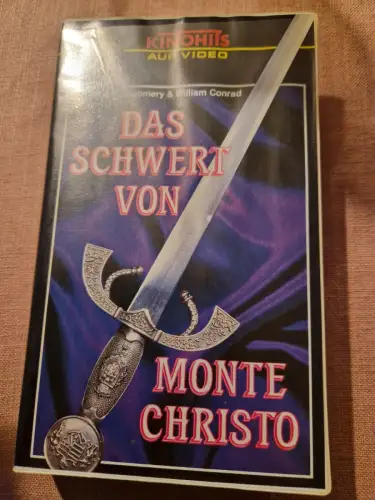 KINOHITS
AUF VIDEO
& William Conrad
DAS
SCHWERT
VON
MONTE
CHRISTO